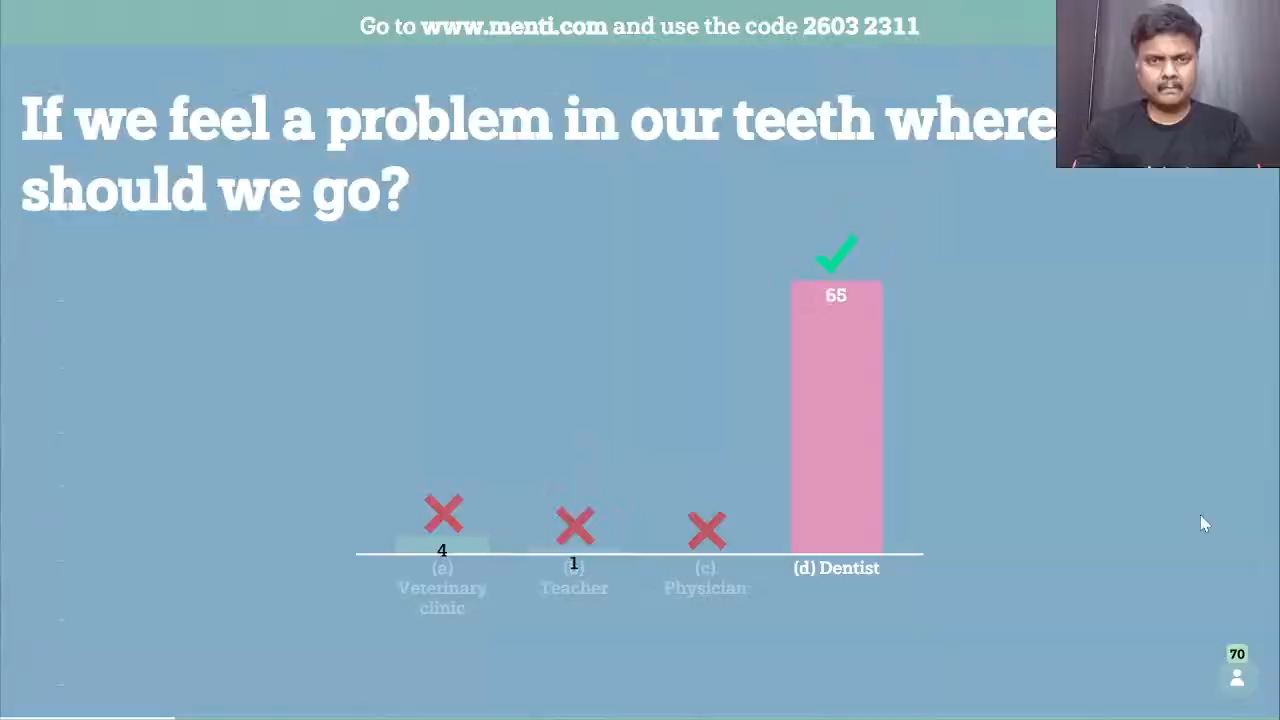 Go to www.menti.com and use the code 2603 2311
If we feel a problem in our teeth where
should we go?
65
4
1
(a)
Veterinary
clinic
(b)
Teacher
(c)
Physician
(d) Dentist
70